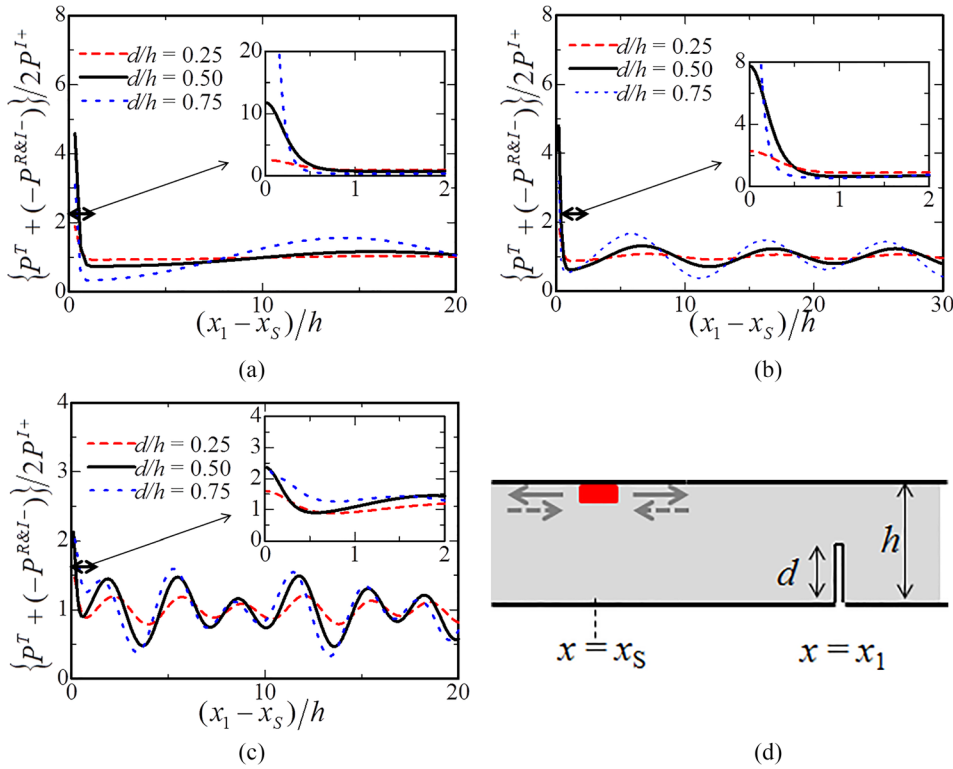 {P^T + (-P^{R&I-})}/2P^{I+}
8
6
4
2
0
0
10
20
d/h = 0.25
d/h = 0.50
d/h = 0.75
20
10
0
0
1
2
(x_1 − x_S)/h
(a)
{P^T + (-P^{R&I-})}/2P^{I+}
8
6
4
2
0
0
10
20
30
d/h = 0.25
d/h = 0.50
d/h = 0.75
8
6
4
2
0
1
2
(x_1 − x_S)/h
(b)
{P^T + (-P^{R&I-})}/2P^{I+}
4
3
2
1
0
0
10
20
d/h = 0.25
d/h = 0.50
d/h = 0.75
4
3
2
1
0
0
1
2
(x_1 − x_S)/h
(c)
h
d
x = x_S
x = x_1
(d)